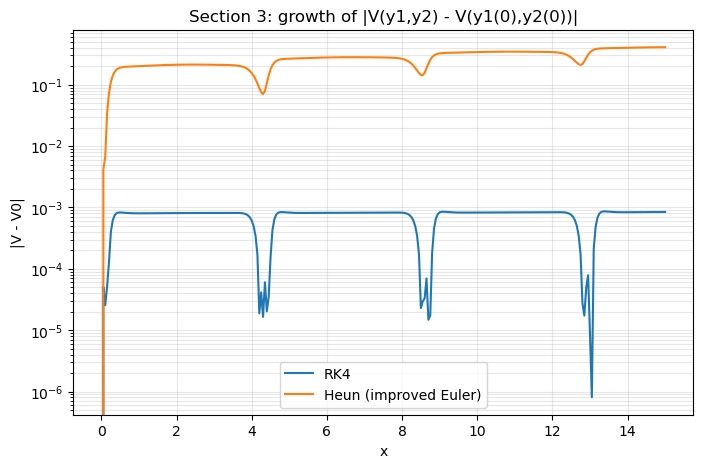 Section 3: growth of |V(y1,y2) - V(y1(0),y2(0))|
|V - V0|
10⁻¹
10⁻²
10⁻³
10⁻⁴
10⁻⁵
10⁻⁶
RK4
Heun (improved Euler)
0 2 4 6 8 10 12 14
x